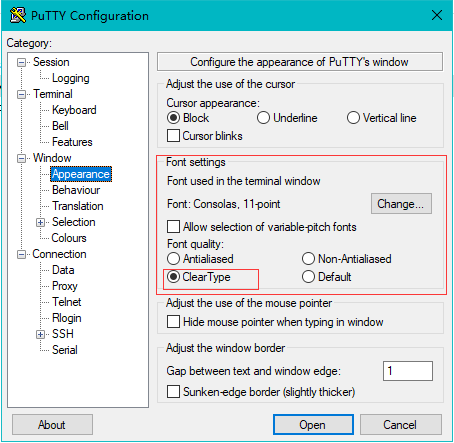 PuTTY Configuration
Category:
Session
Logging
Terminal
Keyboard
Bell
Features
Window
Appearance
Behaviour
Translation
Selection
Colours
Connection
Data
Proxy
Telnet
Rlogin
SSH
Serial
Configure the appearance of PuTTY's window
Adjust the use of the cursor
Cursor appearance:
Block Underline Vertical line
Cursor blinks
Font settings
Font used in the terminal window
Font: Consolas, 11-point Change...
Allow selection of variable-pitch fonts
Font quality:
Antialiased Non-Antialiased
ClearType Default
Adjust the use of the mouse pointer
Hide mouse pointer when typing in window
Adjust the window border
Gap between text and window edge: 1
Sunken-edge border (slightly thicker)
About Open Cancel